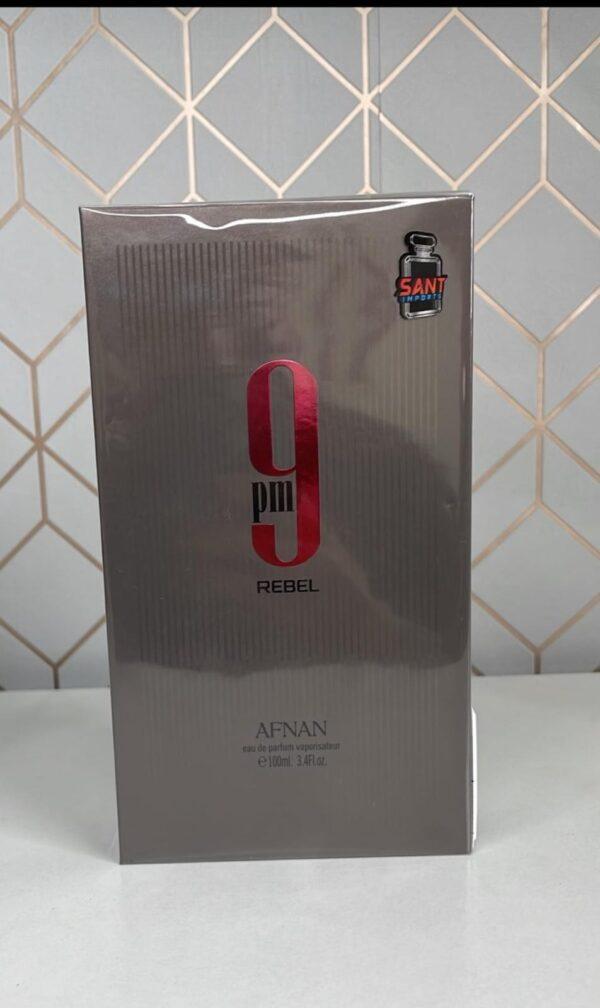 SANT
IMPORTS
9
pm
REBEL
AFNAN
eau de parfum vaporisateur
℮100ml. 3.4Fl.oz.